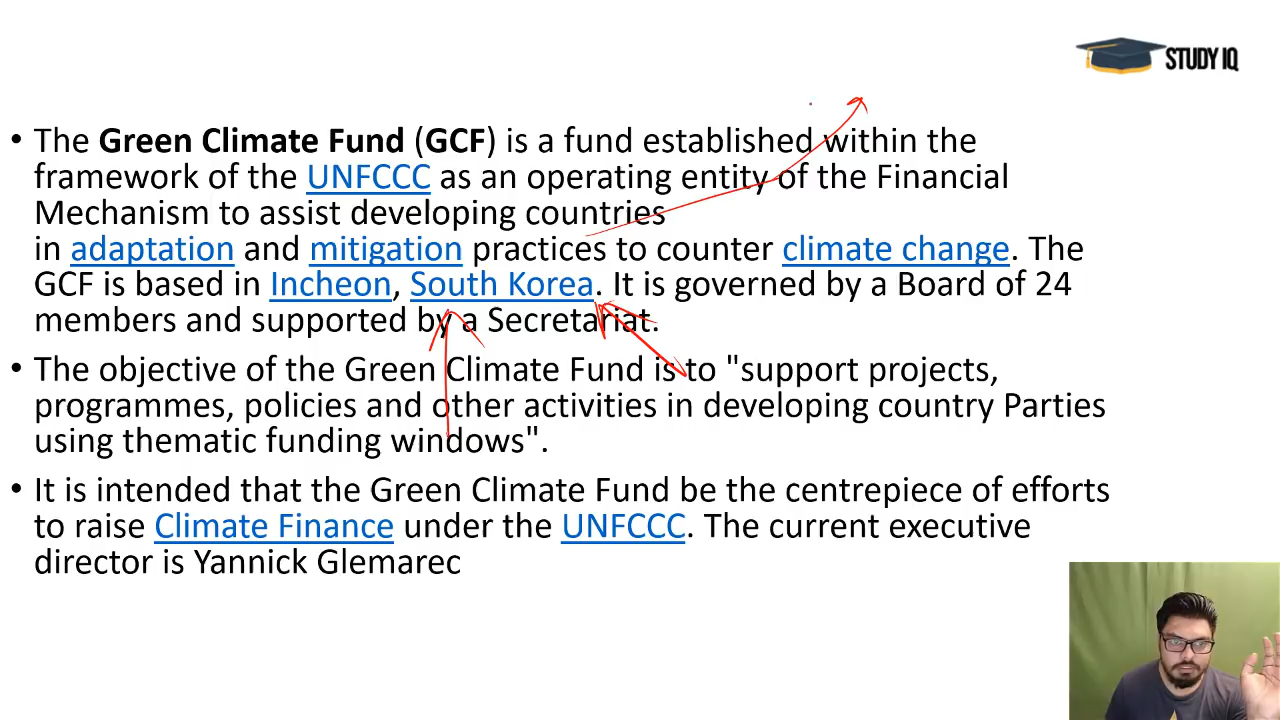 STUDY IQ
• The Green Climate Fund (GCF) is a fund established within the
framework of the UNFCCC as an operating entity of the Financial
Mechanism to assist developing countries
in adaptation and mitigation practices to counter climate change. The
GCF is based in Incheon, South Korea. It is governed by a Board of 24
members and supported by a Secretariat.
• The objective of the Green Climate Fund is to "support projects,
programmes, policies and other activities in developing country Parties
using thematic funding windows".
• It is intended that the Green Climate Fund be the centrepiece of efforts
to raise Climate Finance under the UNFCCC. The current executive
director is Yannick Glemarec